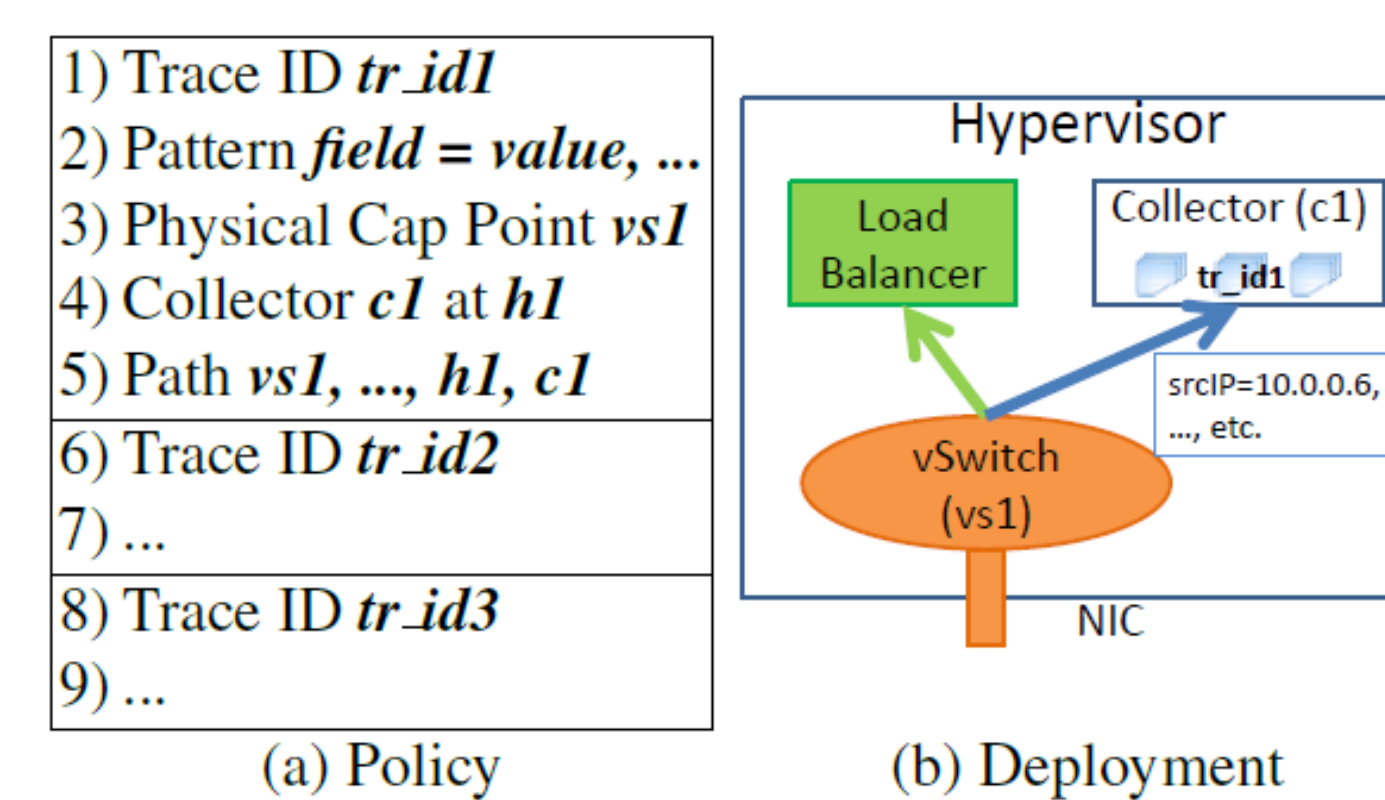 1) Trace ID tr_id1
2) Pattern field = value, ...
3) Physical Cap Point vs1
4) Collector c1 at h1
5) Path vs1, ..., h1, c1
6) Trace ID tr_id2
7) ...
8) Trace ID tr_id3
9) ...
(a) Policy
Hypervisor
Load
Balancer
Collector (c1)
tr_id1
srcIP=10.0.0.6,
..., etc.
vSwitch
(vs1)
NIC
(b) Deployment